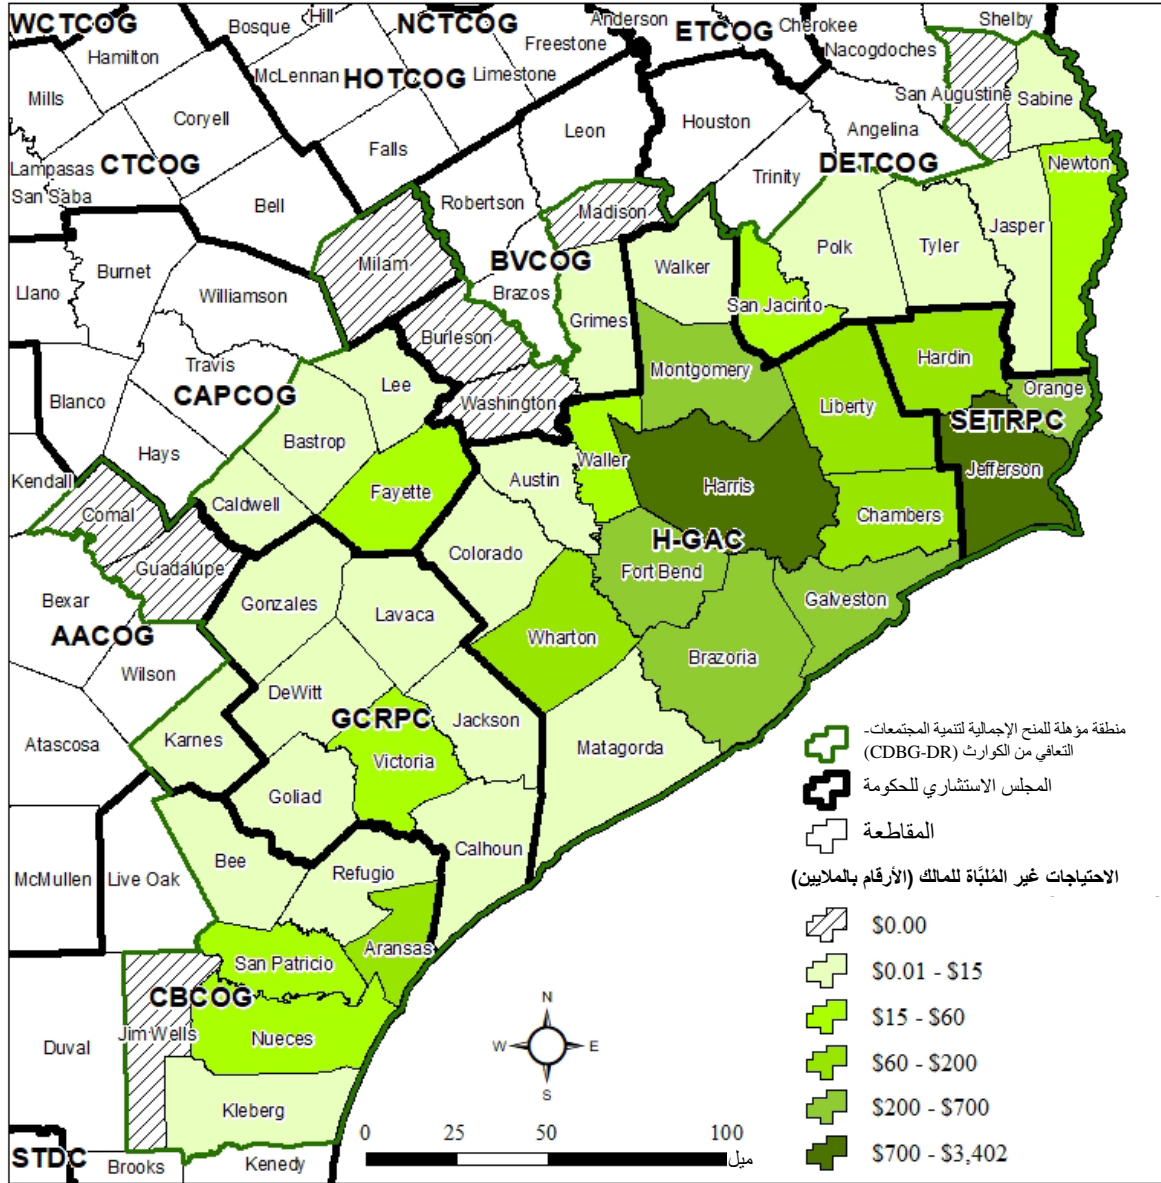 WCTCOG
Hill
Bosque
NCTCOG
Anderson
ETCOG
Cherokee
Shelby
Hamilton
Freestone
Nacogdoches
McLennan
HOTCOG
Limestone
San Augustine
Sabine
Mills
Coryell
Leon
Houston
Angelina
Falls
Lampasas
CTCOG
DETCOG
Newton
San Saba
Bell
Robertson
Trinity
Madison
Jasper
Burnet
Milam
BVCOG
Walker
Polk
Tyler
Llano
Williamson
Brazos
San Jacinto
Grimes
Burleson
Travis
Hardin
Montgomery
Lee
Orange
CAPCOG
Blanco
Washington
Liberty
SETRPC
Bastrop
Hays
Waller
Jefferson
Kendall
Austin
Harris
Fayette
Caldwell
Comal
Chambers
H-GAC
Colorado
Guadalupe
Fort Bend
Bexar
Gonzales
Lavaca
Galveston
AACOG
Wharton
Wilson
Brazoria
DeWitt
GCRPC
Jackson
Karnes
Atascosa
Matagorda
Victoria
Goliad
Calhoun
Bee
Refugio
McMullen
Live Oak
Aransas
San Patricio
CBCOG
Jim Wells
Nueces
Duval
Kleberg
STDC
Brooks
Kenedy
منطقة مؤهلة للمنح الإجمالية لتنمية المجتمعات-
التعافي من الكوارث (CDBG-DR)
المجلس الاستشاري للحكومة
المقاطعة
الاحتياجات غير المُلبَّاة للمالك (الأرقام بالملايين)
$0.00
$0.01 - $15
$15 - $60
$60 - $200
$200 - $700
$700 - $3,402
N
W E
S
0 25 50 100
ميل